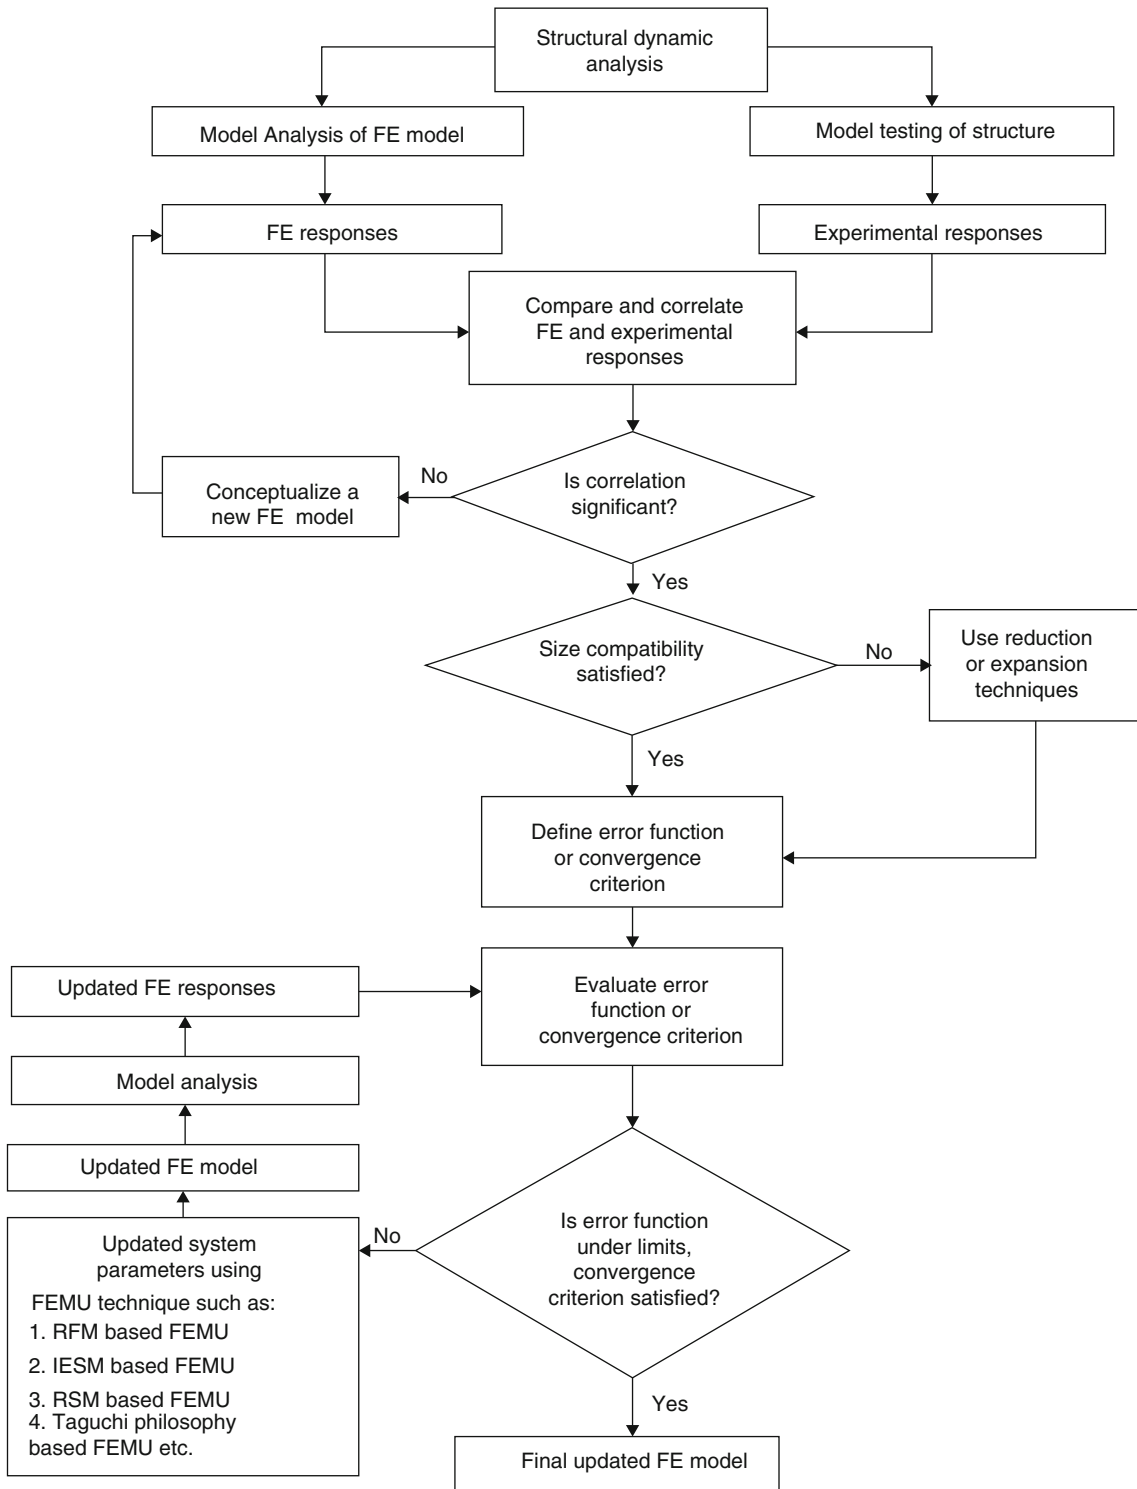 Structural dynamic
analysis
Model Analysis of FE model
Model testing of structure
FE responses
Experimental responses
Compare and correlate
FE and experimental
responses
Is correlation
significant?
No
Conceptualize a
new FE model
Yes
Size compatibility
satisfied?
No
Use reduction
or expansion
techniques
Yes
Define error function
or convergence
criterion
Evaluate error
function or
convergence criterion
Updated FE responses
Model analysis
Updated FE model
Updated system
parameters using
FEMU technique such as:
1. RFM based FEMU
2. IESM based FEMU
3. RSM based FEMU
4. Taguchi philosophy
based FEMU etc.
No
Is error function
under limits,
convergence
criterion satisfied?
Yes
Final updated FE model